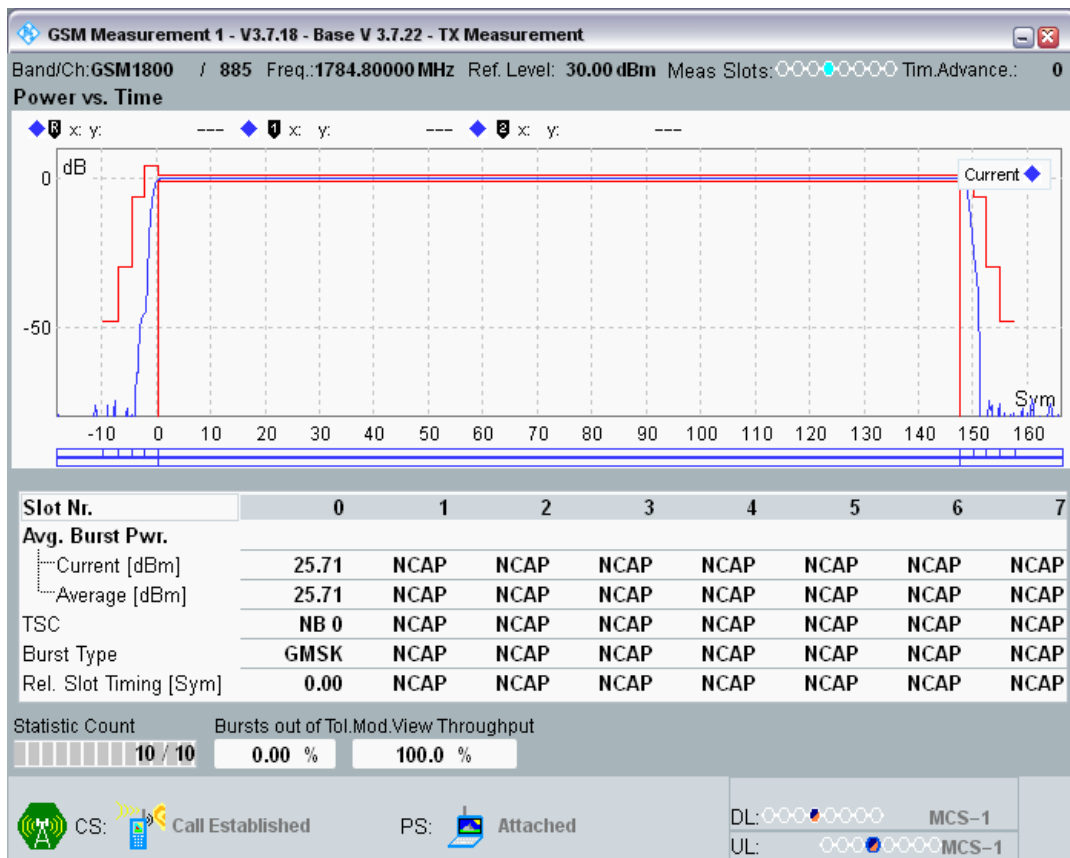 GSM Measurement 1 - V3.7.18 - Base V 3.7.22 - TX Measurement
Band/Ch:GSM1800 / 885 Freq.:1784.80000 MHz Ref. Level: 30.00 dBm Meas Slots: Tim.Advance.: 0
Power vs. Time
R x: y: --- 1 x: y: --- 2 x: y: ---
dB
0
Current
-50
Sym
-10 0 10 20 30 40 50 60 70 80 90 100 110 120 130 140 150 160
Slot Nr. 0 1 2 3 4 5 6 7
Avg. Burst Pwr.
Current [dBm] 25.71 NCAP NCAP NCAP NCAP NCAP NCAP NCAP
Average [dBm] 25.71 NCAP NCAP NCAP NCAP NCAP NCAP NCAP
TSC NB 0 NCAP NCAP NCAP NCAP NCAP NCAP NCAP
Burst Type GMSK NCAP NCAP NCAP NCAP NCAP NCAP NCAP
Rel. Slot Timing [Sym] 0.00 NCAP NCAP NCAP NCAP NCAP NCAP NCAP
Statistic Count Bursts out of Tol.Mod.View Throughput
10 / 10 0.00 % 100.0 %
CS: Call Established PS: Attached
DL: MCS-1
UL: MCS-1